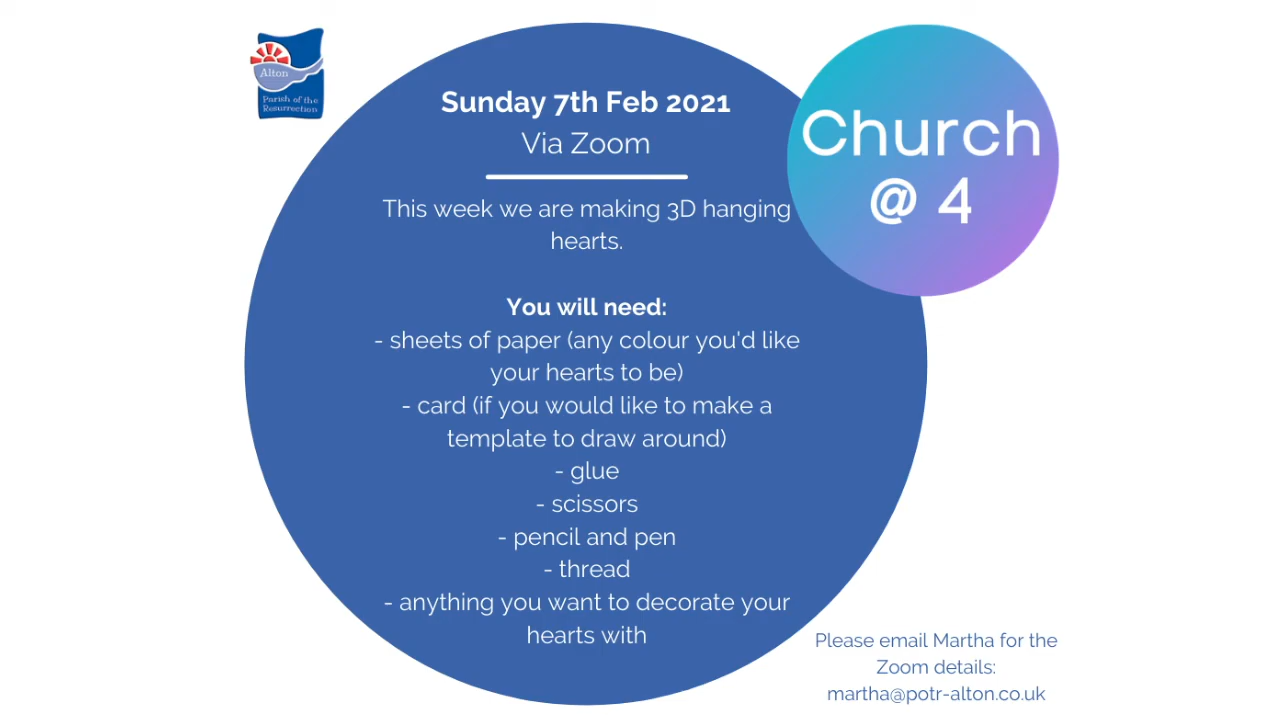 Alton
Parish of the
Resurrection
Sunday 7th Feb 2021
Via Zoom
Church
@ 4
This week we are making 3D hanging
hearts.
You will need:
- sheets of paper (any colour you'd like
your hearts to be)
- card (if you would like to make a
template to draw around)
- glue
- scissors
- pencil and pen
- thread
- anything you want to decorate your
hearts with
Please email Martha for the
Zoom details:
martha@potr-alton.co.uk